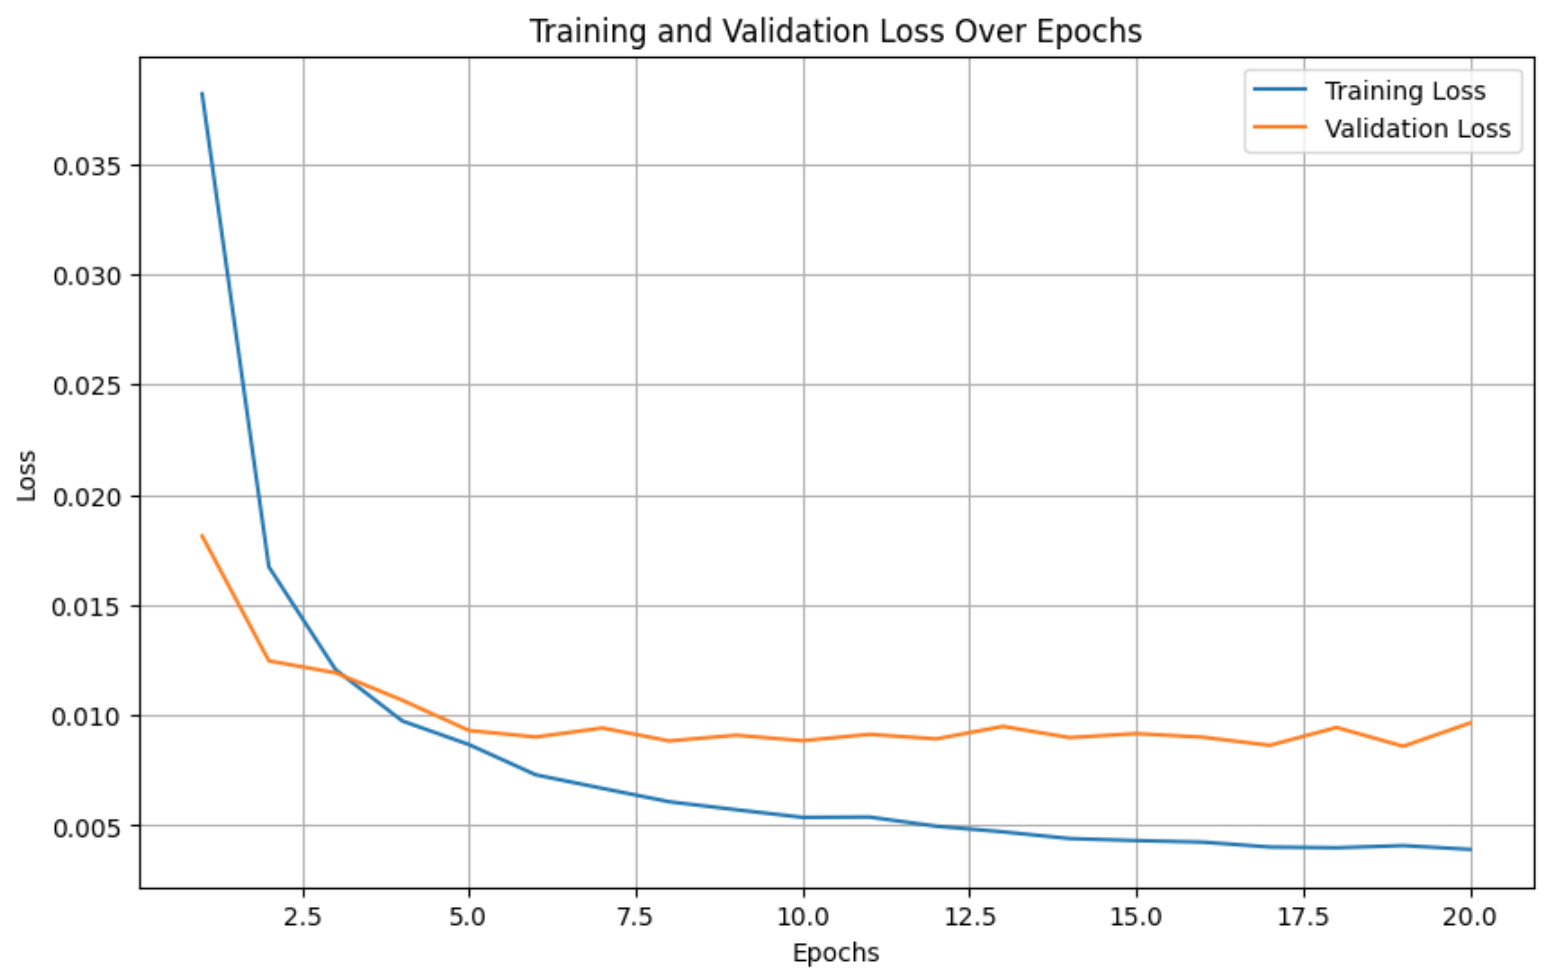 Training and Validation Loss Over Epochs
Training Loss
Validation Loss
0.035
0.030
0.025
0.020
0.015
0.010
0.005
Loss
2.5 5.0 7.5 10.0 12.5 15.0 17.5 20.0
Epochs